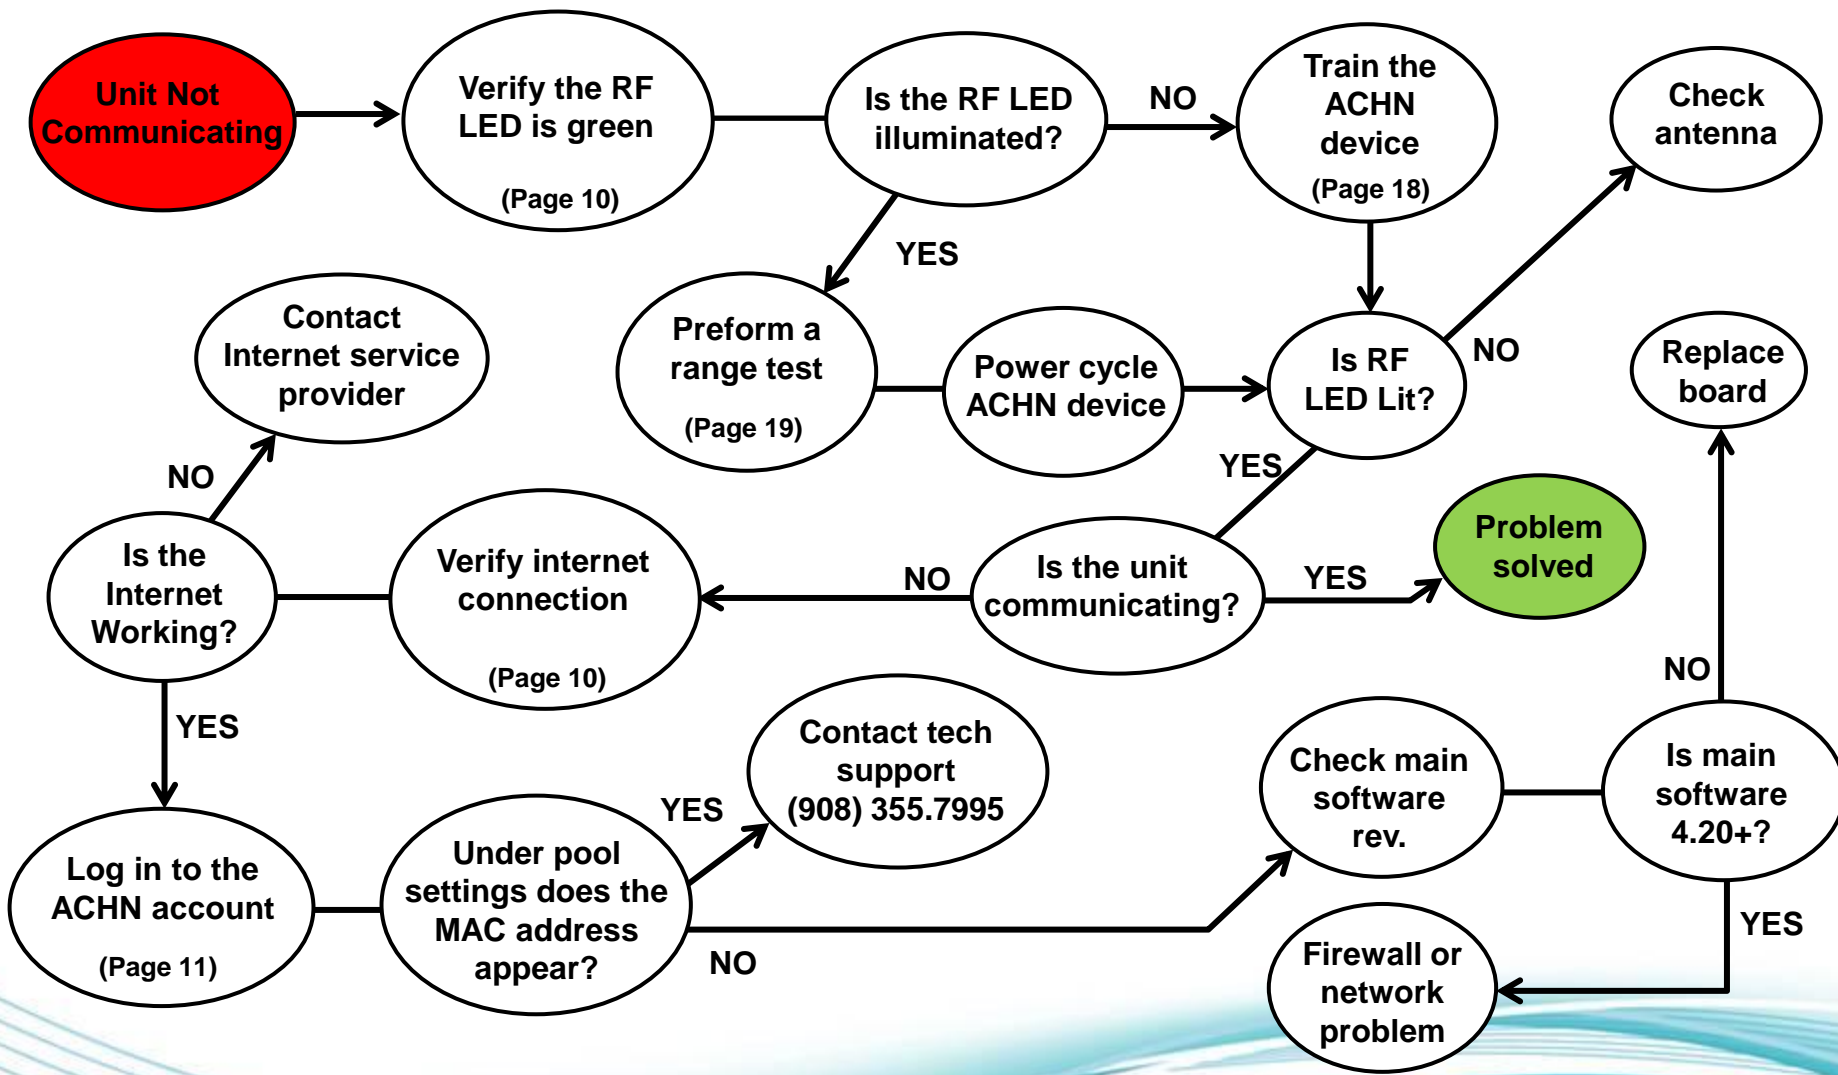 Unit Not
Communicating
Verify the RF
LED is green
(Page 10)
Is the RF LED
illuminated?
NO
Train the
ACHN
device
(Page 18)
Check
antenna
YES
Contact
Internet service
provider
Preform a
range test
(Page 19)
Power cycle
ACHN device
Is RF
LED Lit?
NO
Replace
board
NO
YES
Is the
Internet
Working?
Verify internet
connection
(Page 10)
NO
Is the unit
communicating?
YES
Problem
solved
NO
YES
Contact tech
support
(908) 355.7995
Check main
software
rev.
Is main
software
4.20+?
Log in to the
ACHN account
(Page 11)
Under pool
settings does the
MAC address
appear?
YES
NO
YES
Firewall or
network
problem